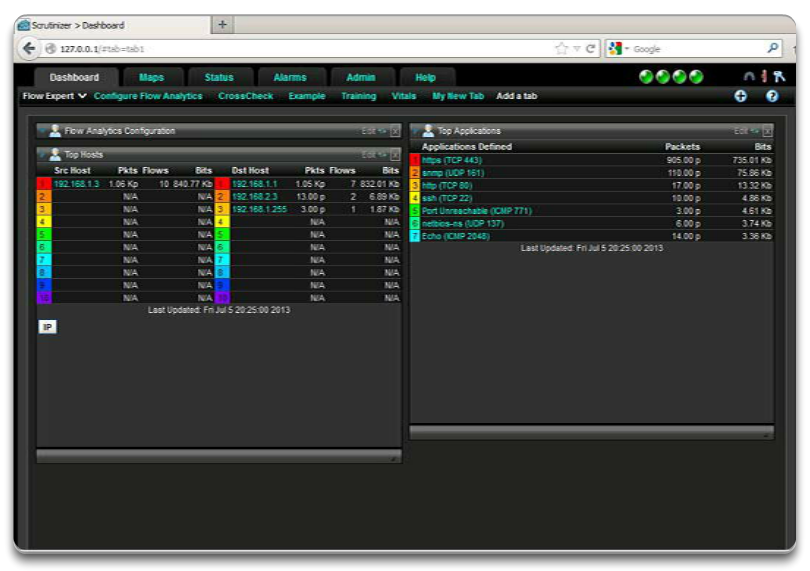 Scrutinizer > Dashboard +
127.0.0.1/#tab=tab1 Google
Dashboard Maps Status Alarms Admin Help
Flow Expert Configure Flow Analytics CrossCheck Example Training Vitals My New Tab Add a tab
Flow Analytics Configuration Edit
Top Hosts Edit
Src Host Pkts Flows Bits Dst Host Pkts Flows Bits
1 192.168.1.3 1.06 Kp 10 840.77 Kb 1 192.168.1.1 1.05 Kp 7 832.01 Kb
2 N/A N/A 2 192.168.2.3 13.00 p 2 6.89 Kb
3 N/A N/A 3 192.168.1.255 3.00 p 1 1.87 Kb
4 N/A N/A 4 N/A N/A
5 N/A N/A 5 N/A N/A
6 N/A N/A 6 N/A N/A
7 N/A N/A 7 N/A N/A
8 N/A N/A 8 N/A N/A
9 N/A N/A 9 N/A N/A
10 N/A N/A 10 N/A N/A
Last Updated: Fri Jul 5 20:25:00 2013
IP
Top Applications Edit
Applications Defined Packets Bits
1 https (TCP 443) 905.00 p 735.01 Kb
2 snmp (UDP 161) 110.00 p 75.86 Kb
3 http (TCP 80) 17.00 p 13.32 Kb
4 ssh (TCP 22) 10.00 p 4.86 Kb
5 Port Unreachable (ICMP 771) 3.00 p 4.61 Kb
6 netbios-ns (UDP 137) 6.00 p 3.74 Kb
7 Echo (ICMP 2048) 14.00 p 3.36 Kb
Last Updated: Fri Jul 5 20:25:00 2013